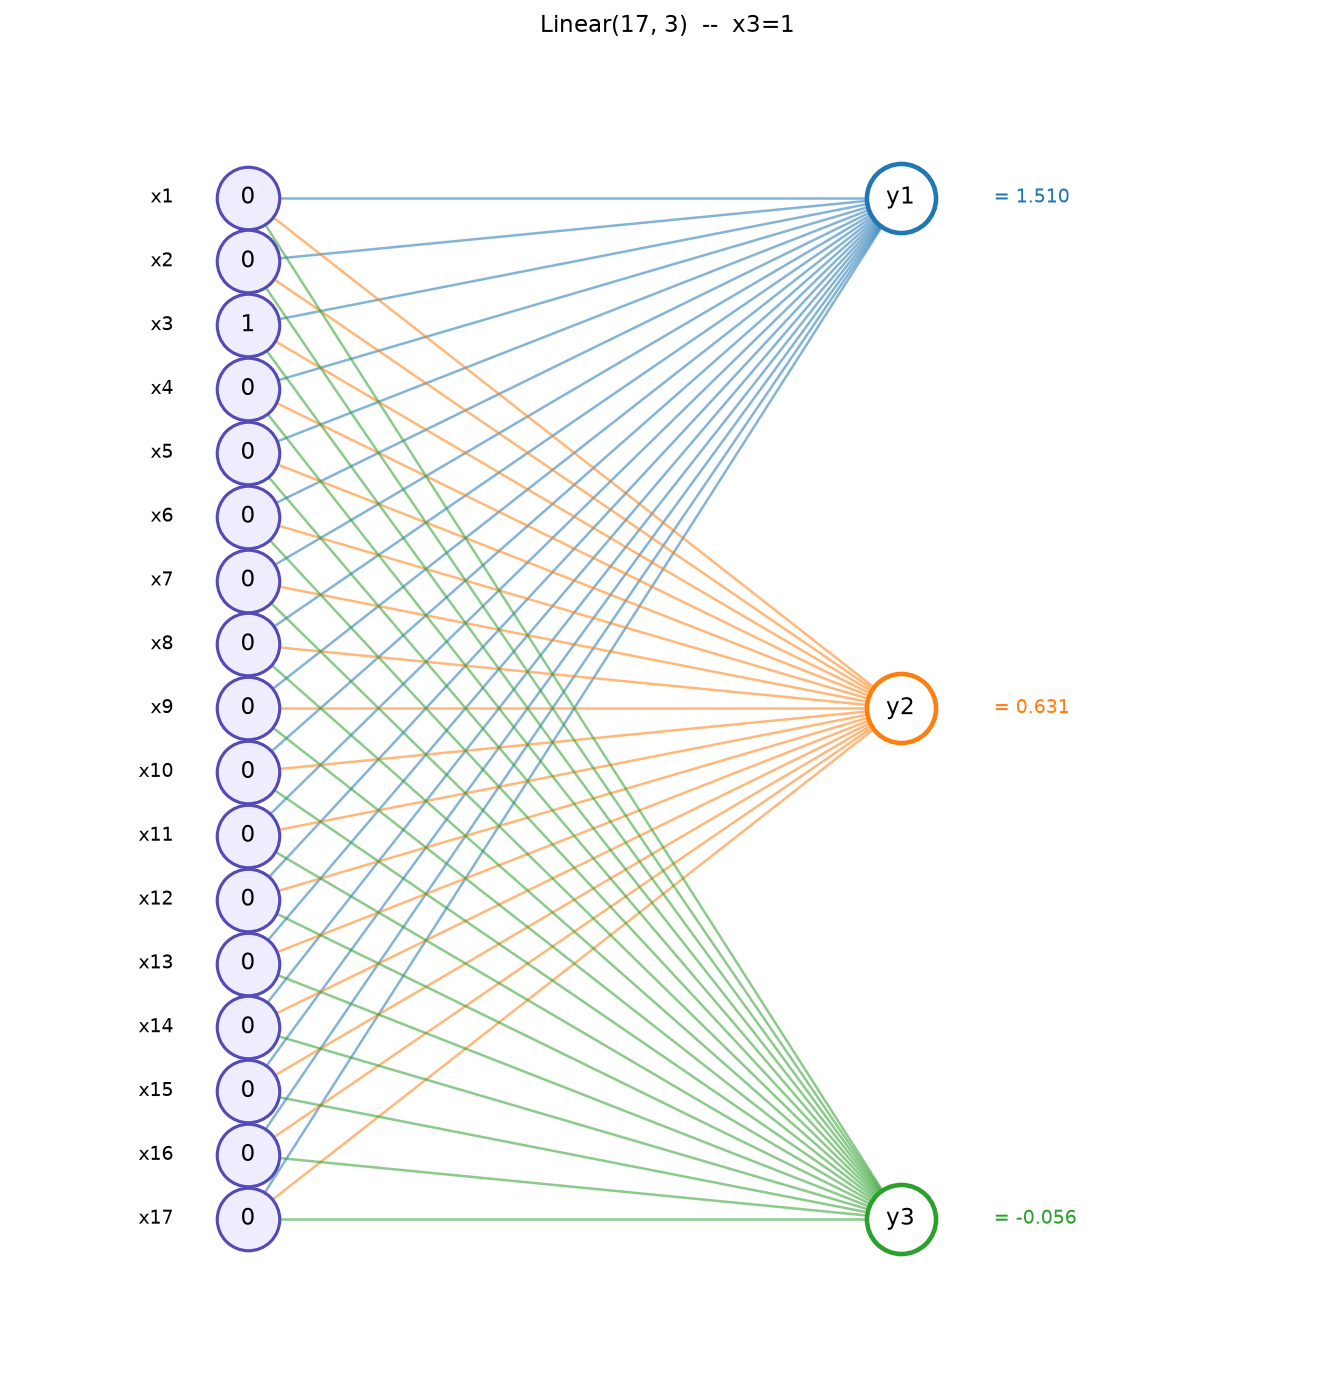 Linear(17, 3)  --  x3=1
x1 0 y1 = 1.510
x2 0
x3 1
x4 0
x5 0
x6 0
x7 0
x8 0
x9 0 y2 = 0.631
x10 0
x11 0
x12 0
x13 0
x14 0
x15 0
x16 0
x17 0 y3 = -0.056